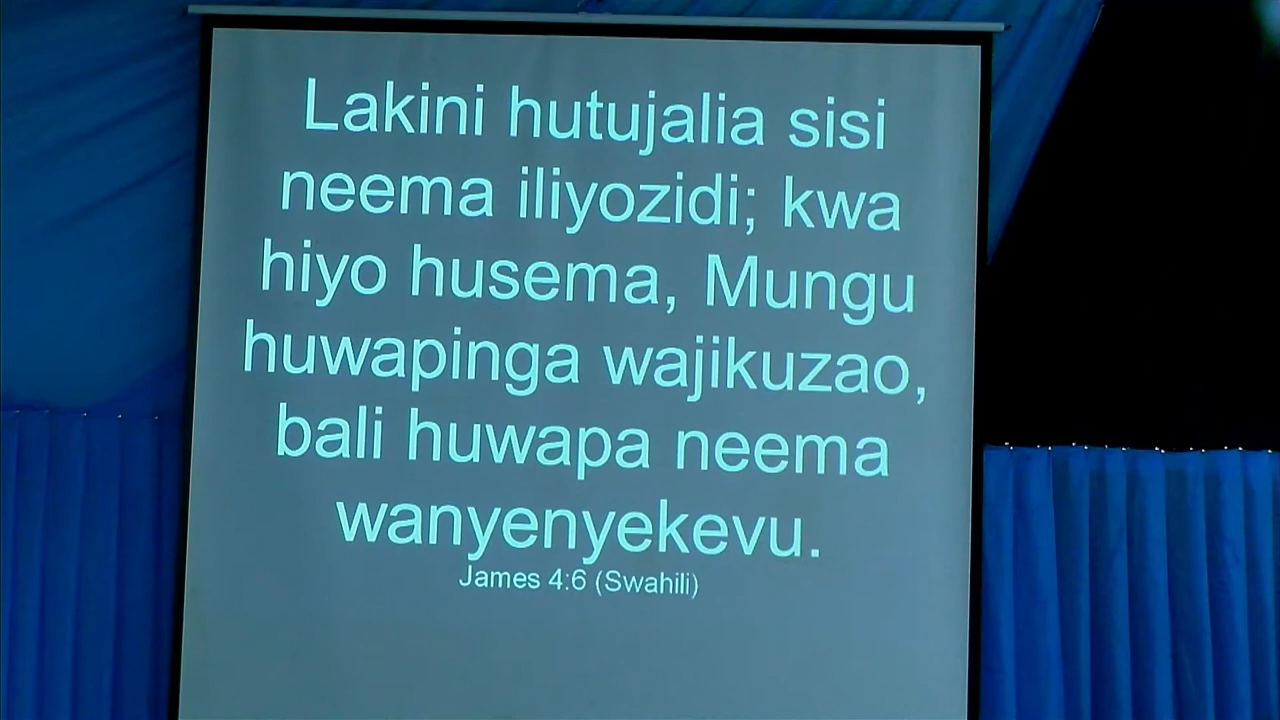 Lakini hutujalia sisi
neema iliyozidi; kwa
hiyo husema, Mungu
huwapinga wajikuzao,
bali huwapa neema
wanyenyekevu.
James 4:6 (Swahili)